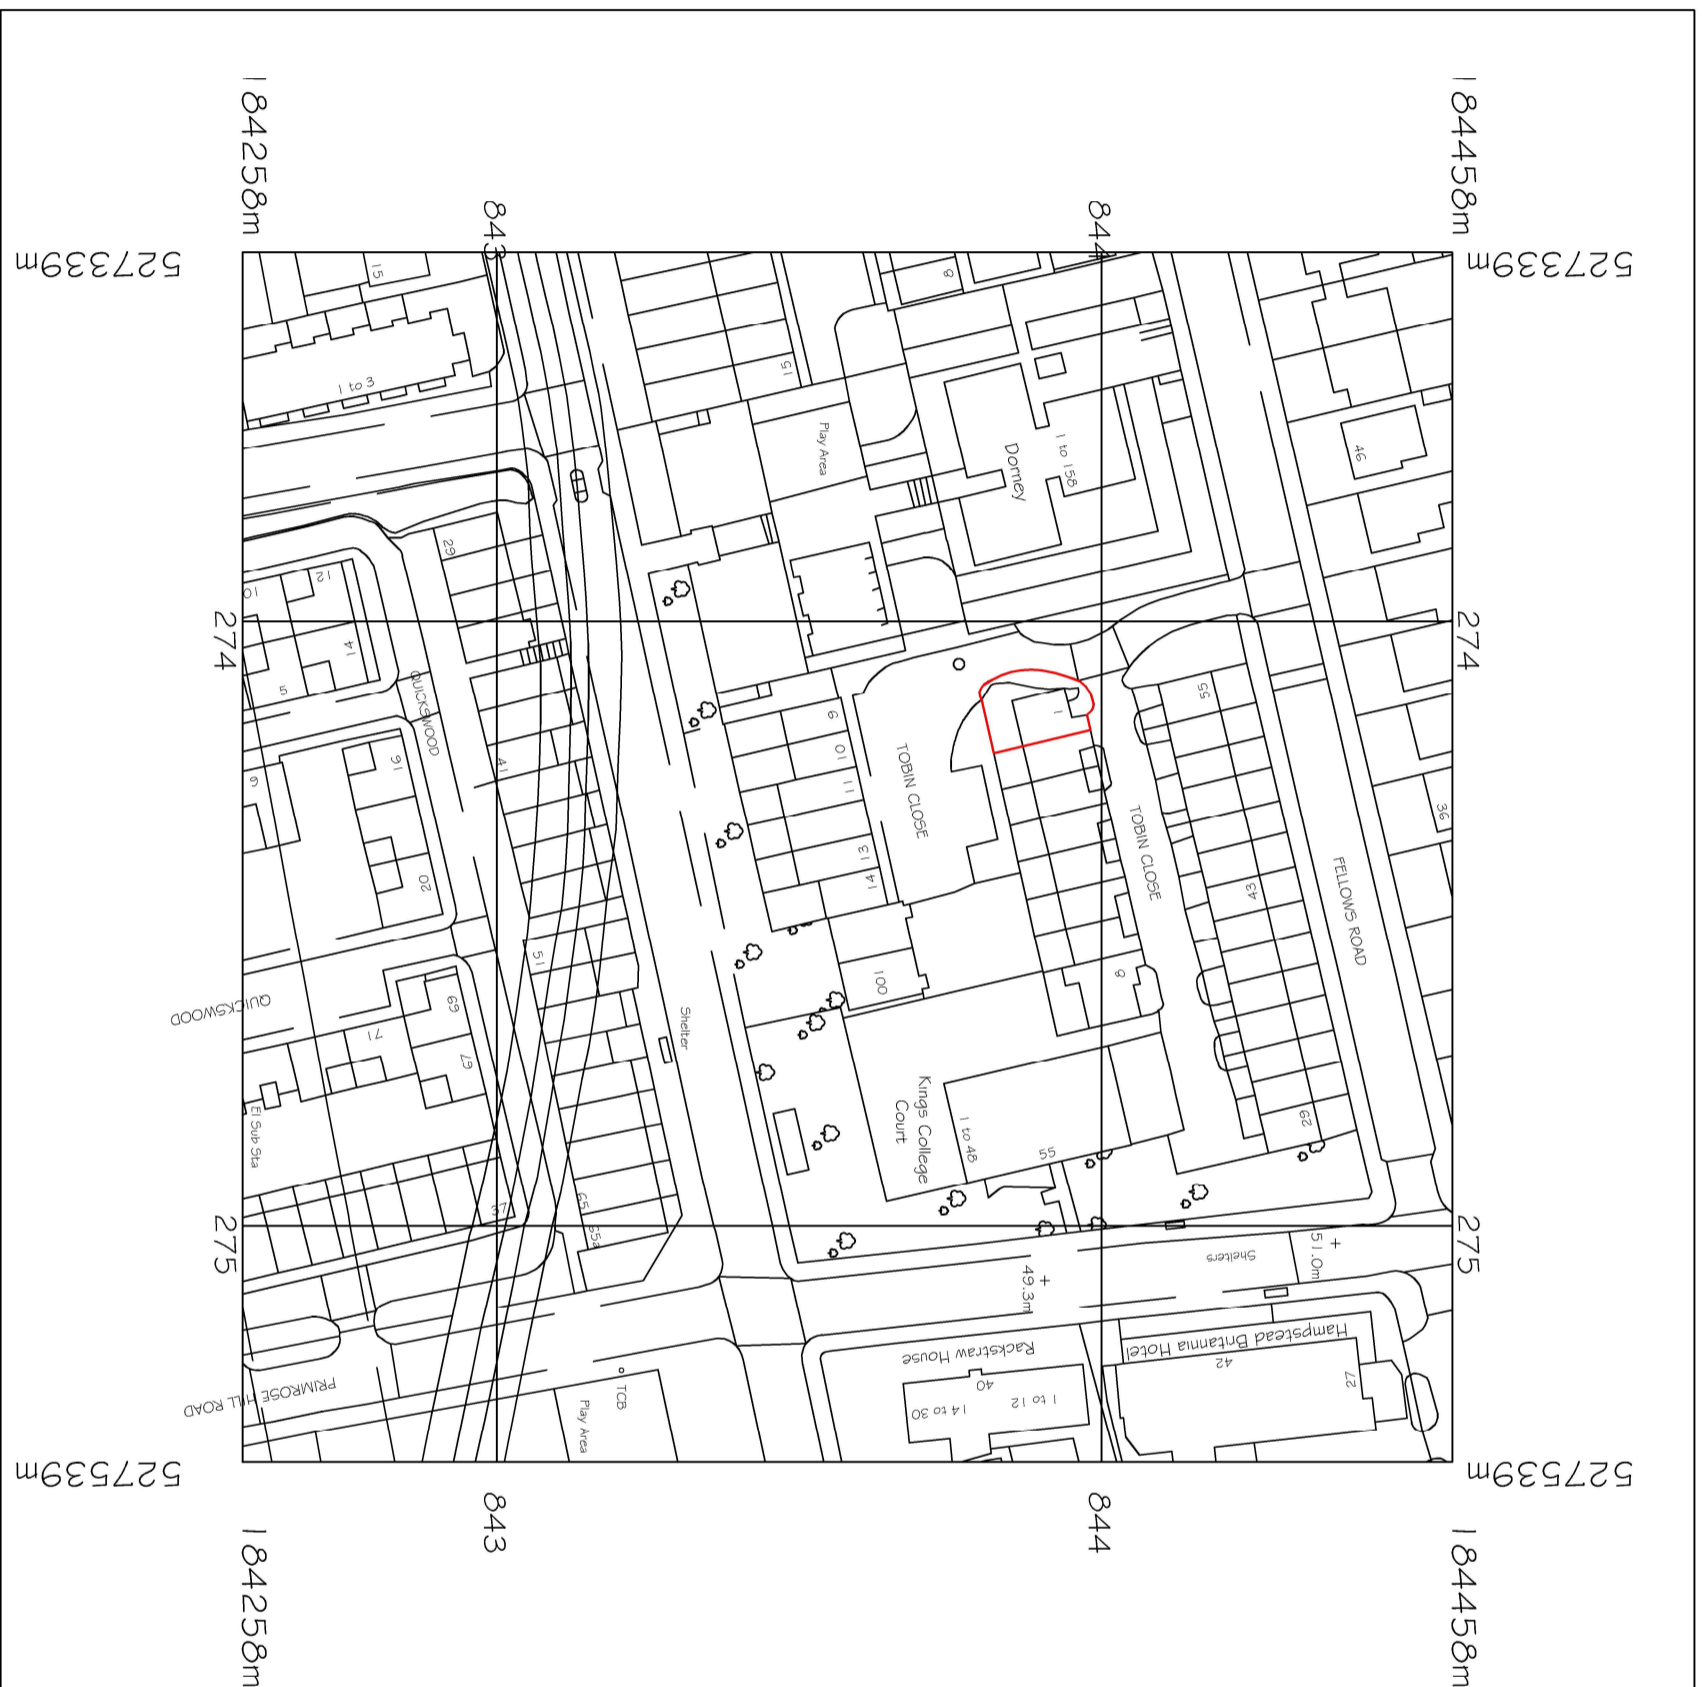 184258m
184458m
843
844
527339m
527339m
15
8
1 to 3
15
Play Area
Dorney
1 to 158
46
29
12
10
14
5
274
274
QUICKSWOOD
16
9
41
20
9
10
11
13
14
TOBIN CLOSE
1
55
TOBIN CLOSE
43
FELLOWS ROAD
36
51
100
8
QUICKSWOOD
71
69
67
Shelter
El Sub Sta
Kings College
Court
1 to 48
55
62
37
65
65a
275
275
49.3m
Shelters
51.0m
PRIMROSE HILL ROAD
TCB
Play Area
Rackstraw House
40
14 to 30
1 to 12
Hampstead Britannia Hotel
42
27
527539m
527539m
843
844
184258m
184458m